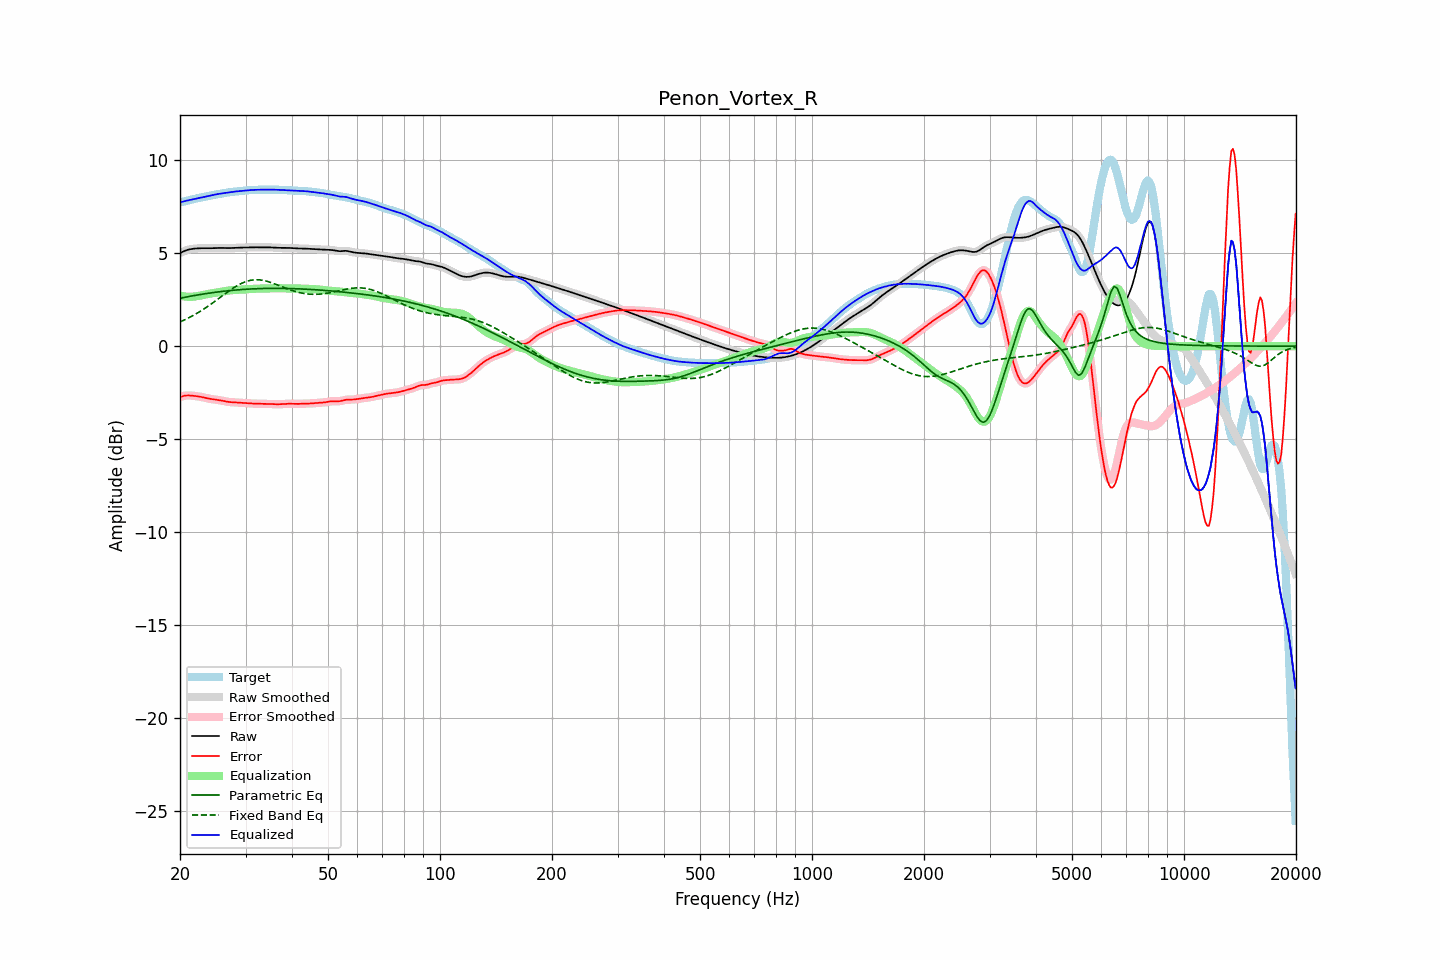 Penon_Vortex_R
Amplitude (dBr)
10
5
0
−5
−10
−15
−20
−25
Target
Raw Smoothed
Error Smoothed
Raw
Error
Equalization
Parametric Eq
Fixed Band Eq
Equalized
20 50 100 200 500 1000 2000 5000 10000 20000
Frequency (Hz)